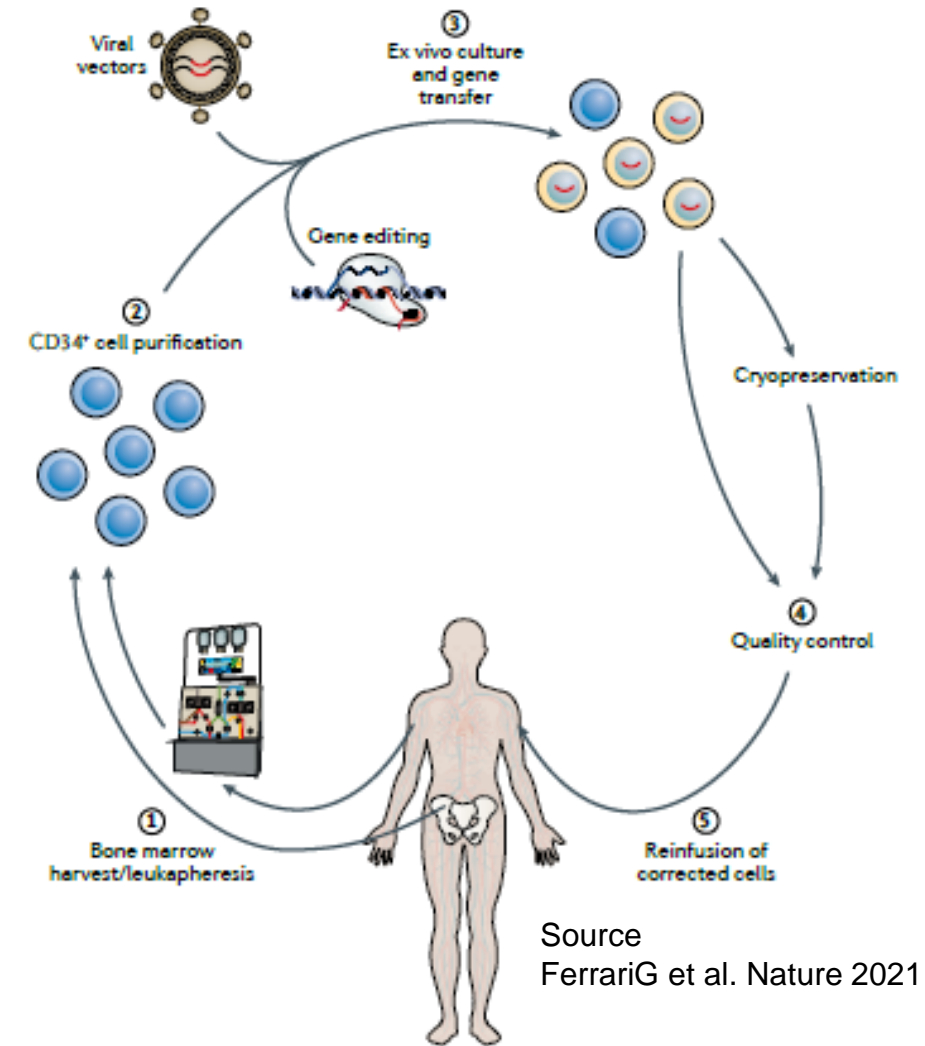 Viral
vectors
③
Ex vivo culture
and gene
transfer
Gene editing
②
CD34⁺ cell purification
Cryopreservation
④
Quality control
①
Bone marrow
harvest/leukapheresis
⑤
Reinfusion of
corrected cells
Source
FerrariG et al. Nature 2021